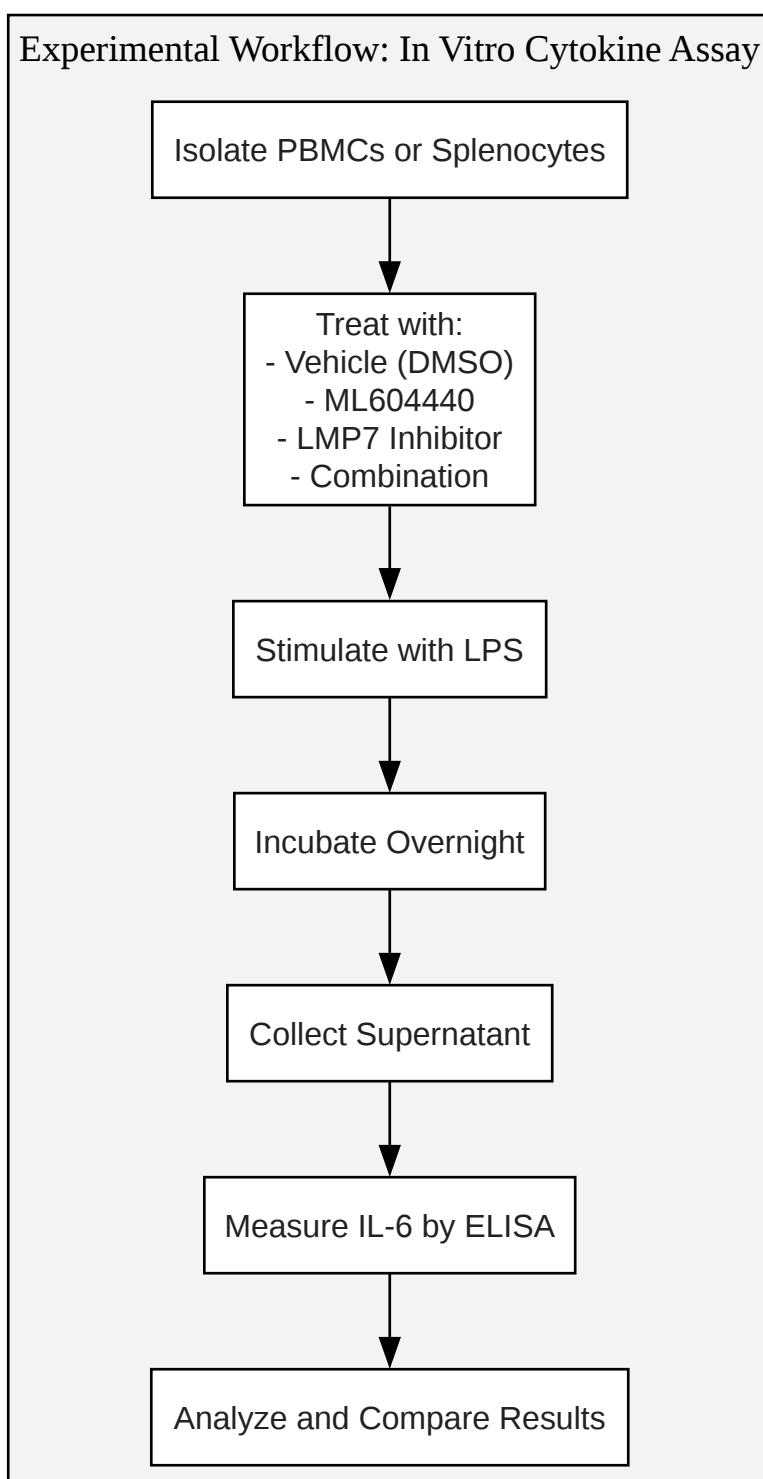 Experimental Workflow: In Vitro Cytokine Assay
Isolate PBMCs or Splenocytes
Treat with:
- Vehicle (DMSO)
- ML604440
- LMP7 Inhibitor
- Combination
Stimulate with LPS
Incubate Overnight
Collect Supernatant
Measure IL-6 by ELISA
Analyze and Compare Results